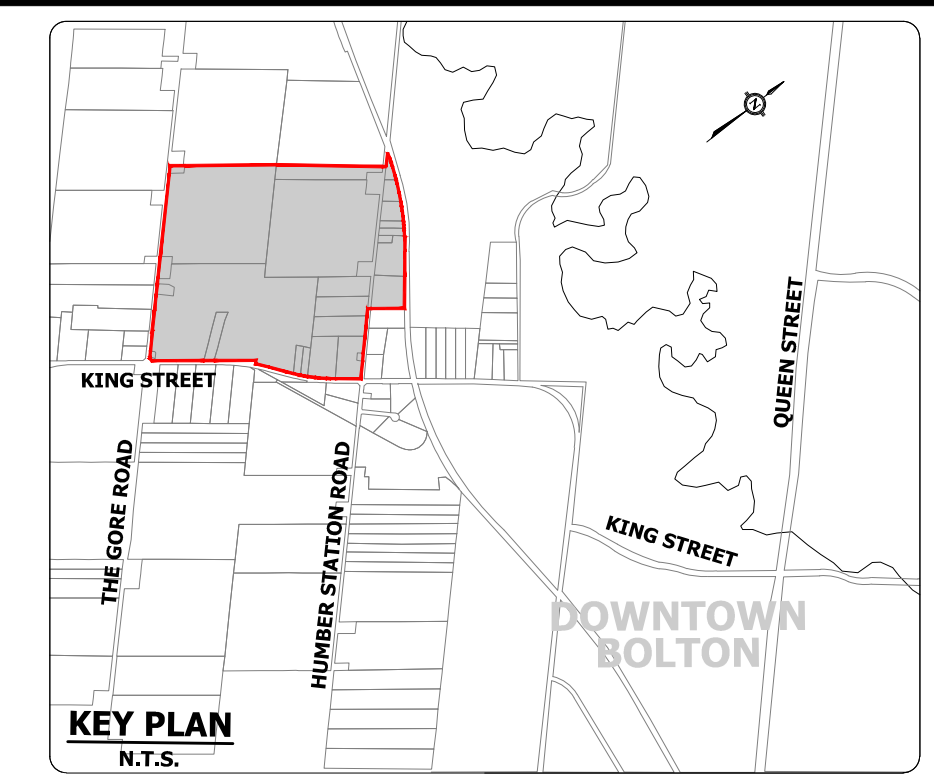 N
QUEEN STREET
KING STREET
THE GORE ROAD
HUMBER STATION ROAD
KING STREET
DOWNTOWN
BOLTON
KEY PLAN
N.T.S.